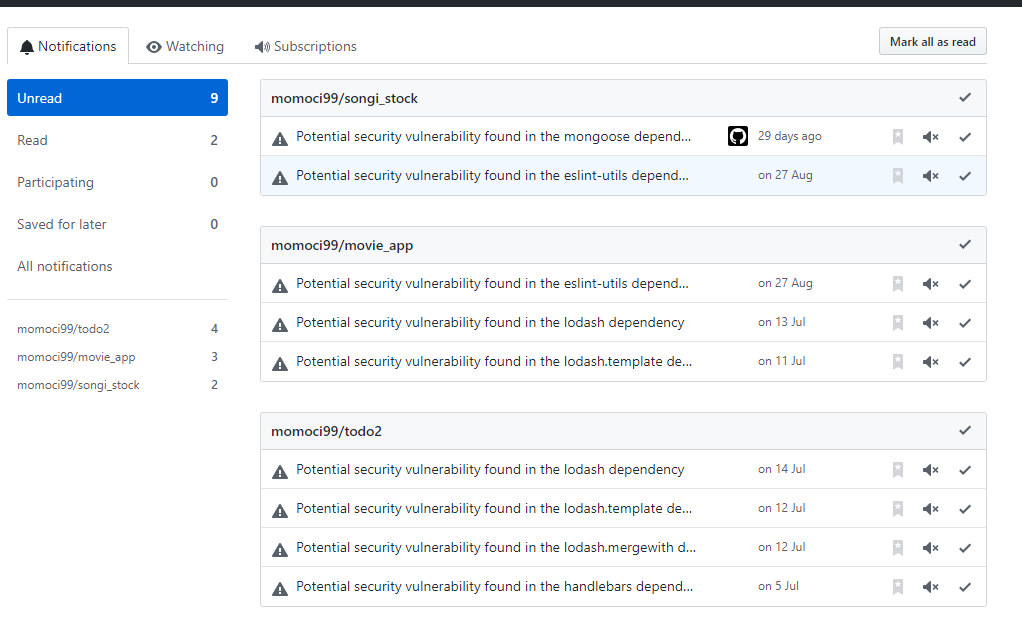 Notifications Watching Subscriptions Mark all as read
Unread 9
Read 2
Participating 0
Saved for later 0
All notifications
momoci99/todo2 4
momoci99/movie_app 3
momoci99/songi_stock 2
momoci99/songi_stock
Potential security vulnerability found in the mongoose depend... 29 days ago
Potential security vulnerability found in the eslint-utils depend... on 27 Aug
momoci99/movie_app
Potential security vulnerability found in the eslint-utils depend... on 27 Aug
Potential security vulnerability found in the lodash dependency on 13 Jul
Potential security vulnerability found in the lodash.template de... on 11 Jul
momoci99/todo2
Potential security vulnerability found in the lodash dependency on 14 Jul
Potential security vulnerability found in the lodash.template de... on 12 Jul
Potential security vulnerability found in the lodash.mergewith d... on 12 Jul
Potential security vulnerability found in the handlebars depend... on 5 Jul